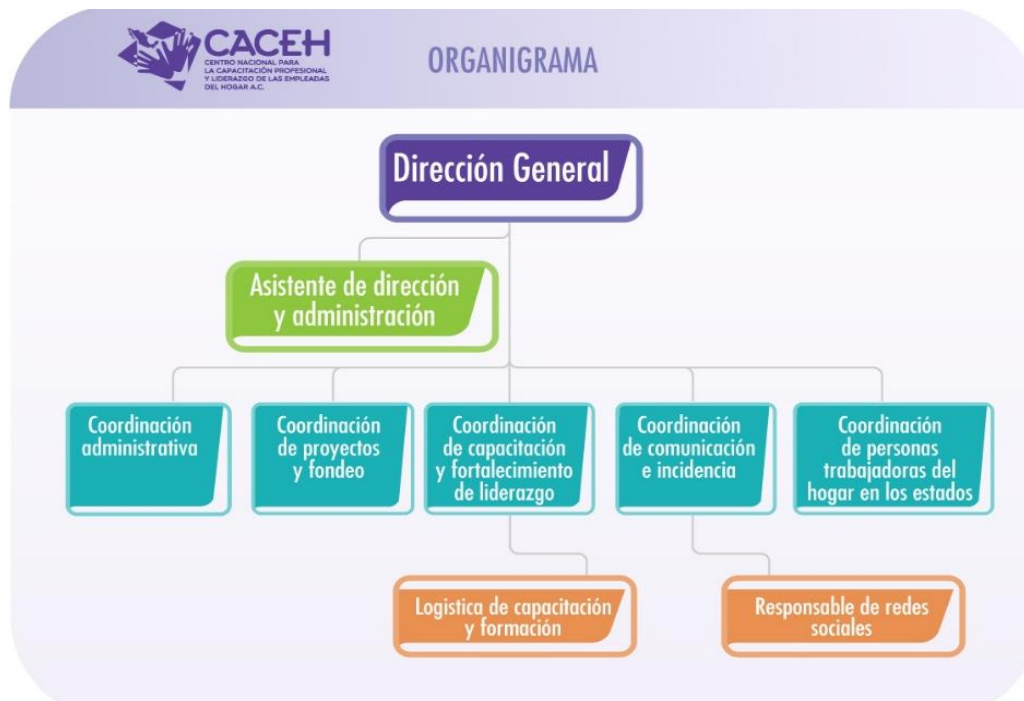 CACEH
CENTRO NACIONAL PARA
LA CAPACITACIÓN PROFESIONAL
Y LIDERAZGO DE LAS EMPLEADAS
DEL HOGAR A.C.
ORGANIGRAMA
Dirección General
Asistente de dirección
y administración
Coordinación
administrativa
Coordinación
de proyectos
y fondeo
Coordinación
de capacitación
y fortalecimiento
de liderazgo
Coordinación
de comunicación
e incidencia
Coordinación
de personas
trabajadoras del
hogar en los estados
Logistica de capacitación
y formación
Responsable de redes
sociales